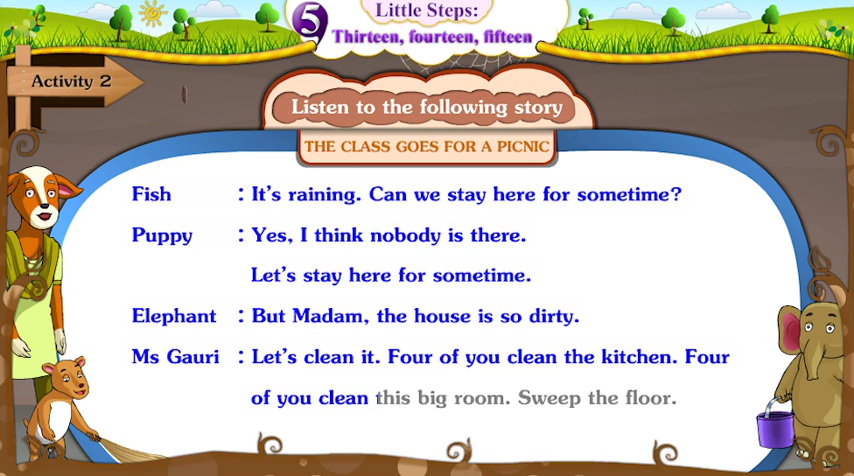 5
Little Steps:
Thirteen, fourteen, fifteen
Activity 2
Listen to the following story
THE CLASS GOES FOR A PICNIC
Fish : It's raining. Can we stay here for sometime?
Puppy : Yes, I think nobody is there.
Let's stay here for sometime.
Elephant : But Madam, the house is so dirty.
Ms Gauri : Let's clean it. Four of you clean the kitchen. Four
of you clean this big room. Sweep the floor.